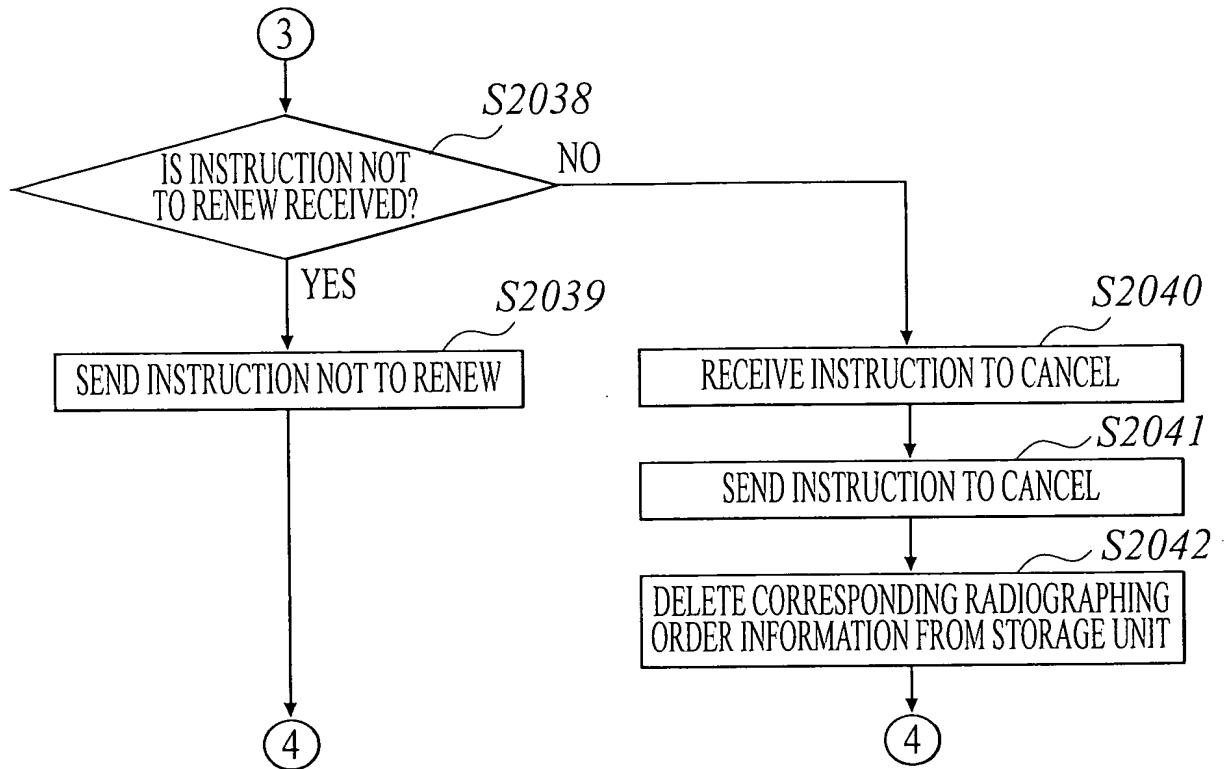 3
S2038
IS INSTRUCTION NOT
TO RENEW RECEIVED?
NO
YES
S2039
SEND INSTRUCTION NOT TO RENEW
S2040
RECEIVE INSTRUCTION TO CANCEL
S2041
SEND INSTRUCTION TO CANCEL
S2042
DELETE CORRESPONDING RADIOGRAPHING
ORDER INFORMATION FROM STORAGE UNIT
4
4